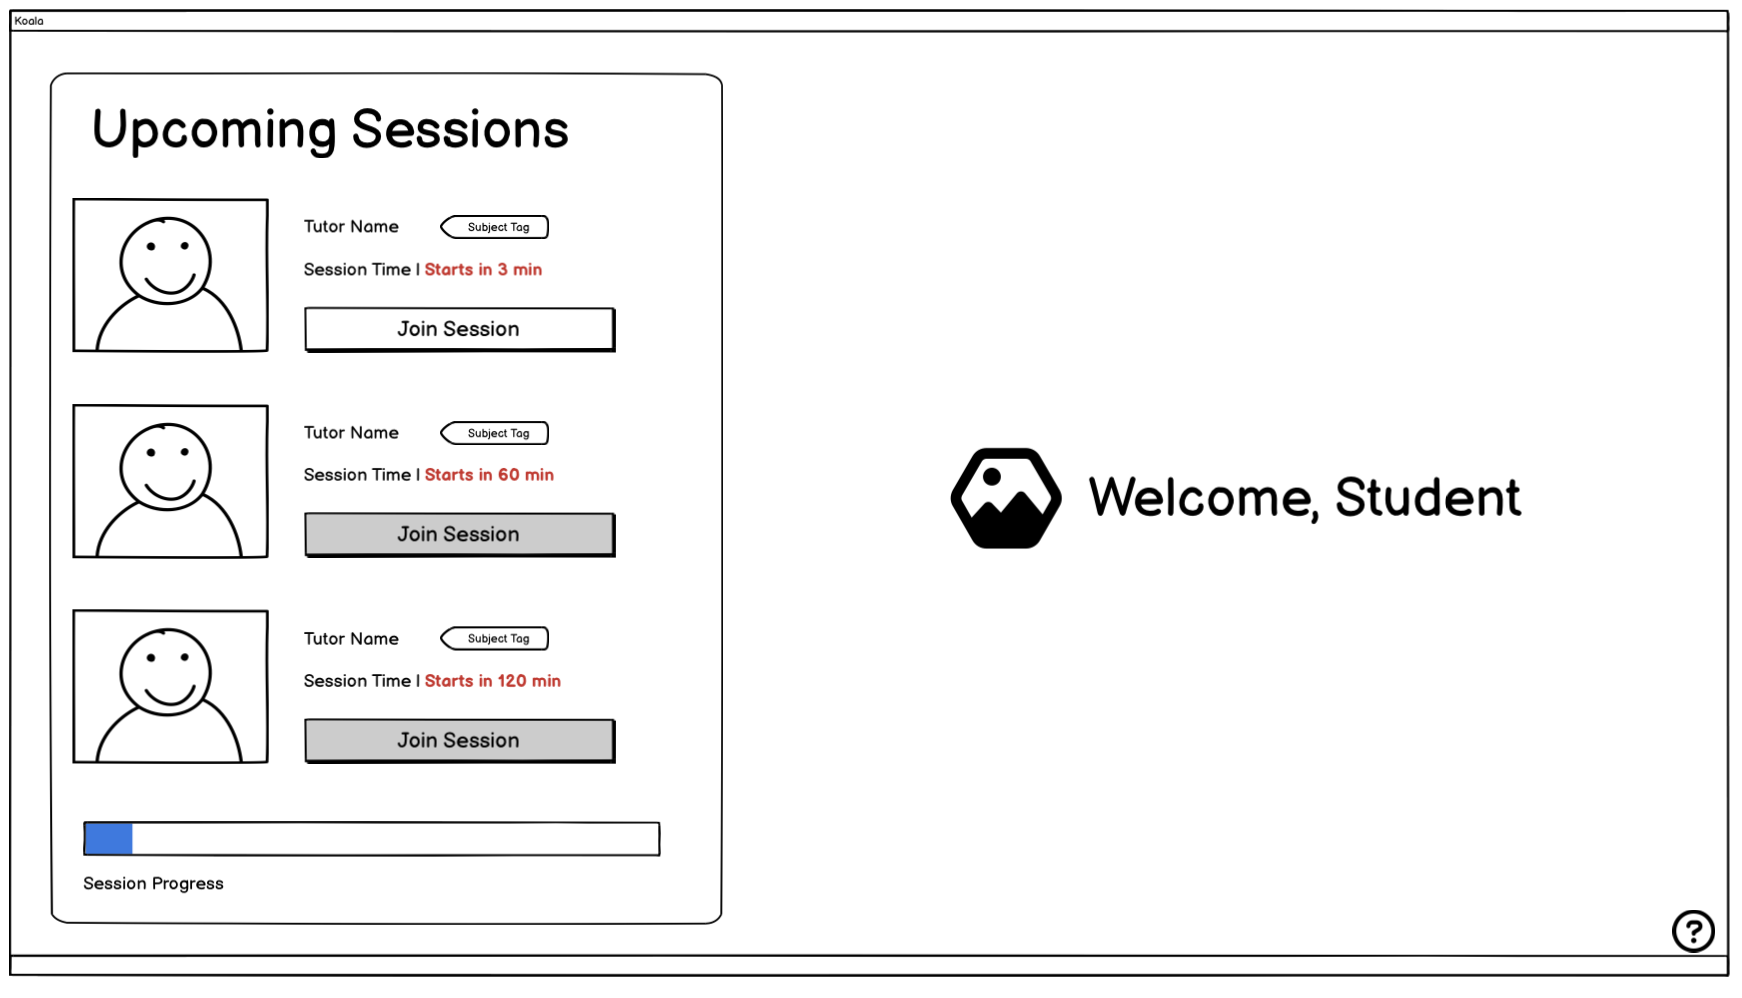 Koala
Upcoming Sessions
Tutor Name
Subject Tag
Session Time | Starts in 3 min
Join Session
Tutor Name
Subject Tag
Session Time | Starts in 60 min
Join Session
Tutor Name
Subject Tag
Session Time | Starts in 120 min
Join Session
Session Progress
Welcome, Student
?